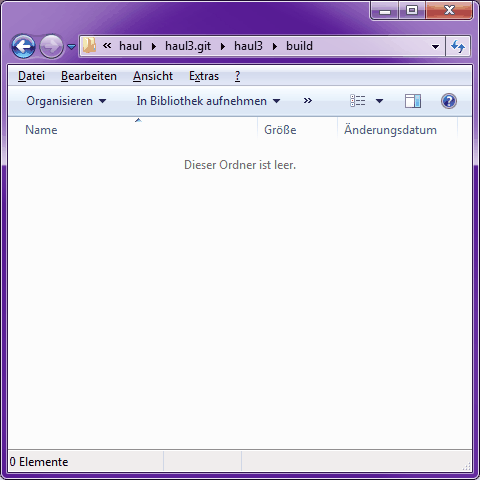 « haul ▸ haul3.git ▸ haul3 ▸ build
Datei Bearbeiten Ansicht Extras ?
Organisieren In Bibliothek aufnehmen »
Name Größe Änderungsdatum
Dieser Ordner ist leer.
0 Elemente